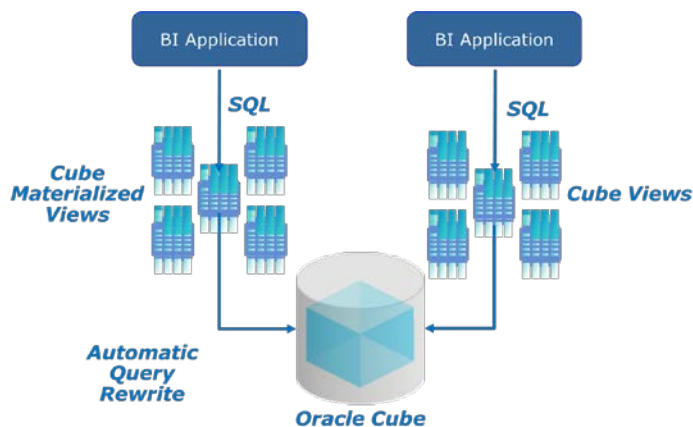 BI Application
BI Application
SQL
SQL
Cube
Materialized
Views
Cube Views
Automatic
Query
Rewrite
Oracle Cube